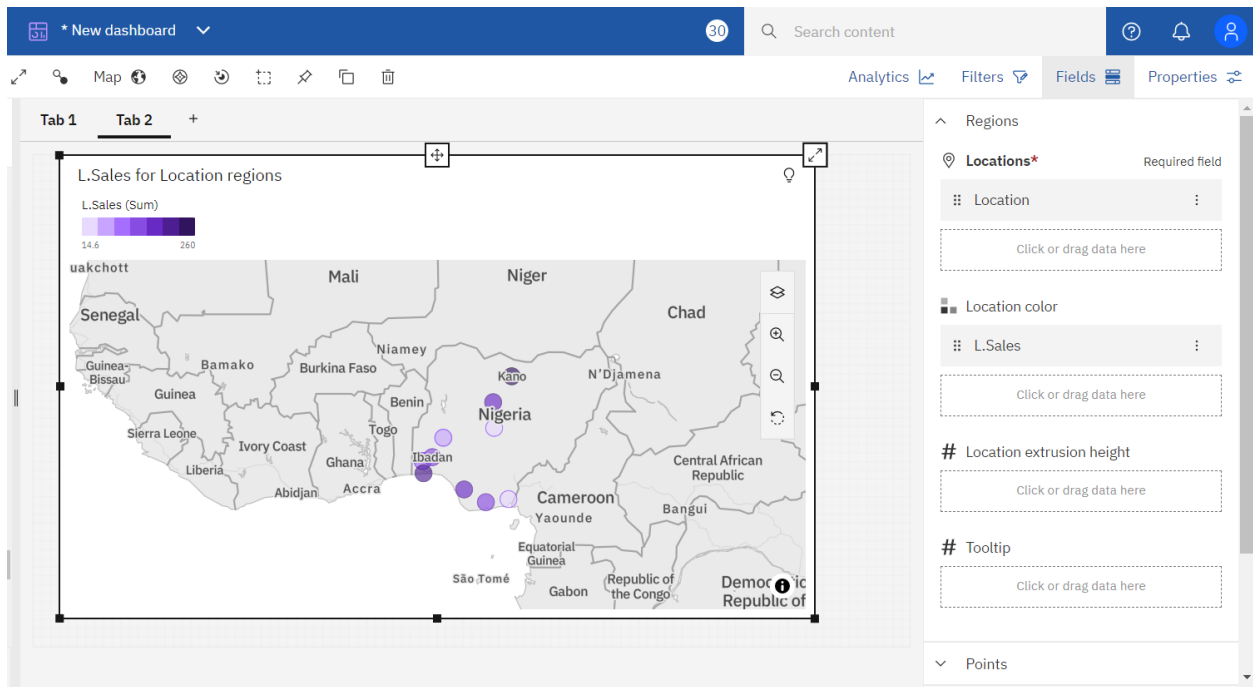 * New dashboard
30
Search content
Map
Analytics
Filters
Fields
Properties
Tab 1
Tab 2
+
L.Sales for Location regions
L.Sales (Sum)
14.6
260
uakchott
Mali
Niger
Chad
Senegal
Niamey
Bamako
Burkina Faso
Guinea-
Bissau
Kano
N'Djamena
Guinea
Benin
Nigeria
Togo
Sierra Leone
Ivory Coast
Ghana
Ibadan
Liberia
Central African
Republic
Abidjan
Accra
Cameroon
Bangui
Yaounde
Equatorial
Guinea
São Tomé
Gabon
Republic of
the Congo
Democ
ic
Republic of
Regions
Locations*
Required field
Location
Click or drag data here
Location color
L.Sales
Click or drag data here
# Location extrusion height
Click or drag data here
# Tooltip
Click or drag data here
Points